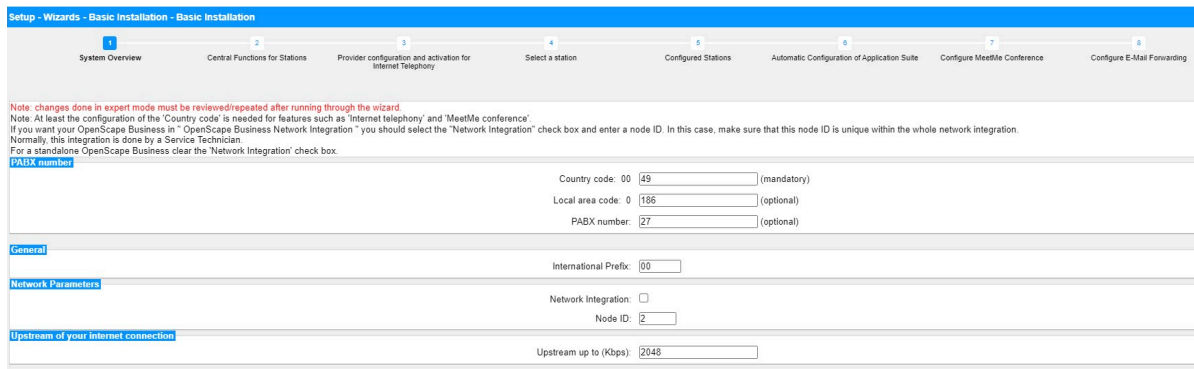 Setup - Wizards - Basic Installation - Basic Installation
1
2
3
4
5
6
7
8
System Overview
Central Functions for Stations
Provider configuration and activation for
Internet Telephony
Select a station
Configured Stations
Automatic Configuration of Application Suite
Configure MeetMe Conference
Configure E-Mail Forwarding
Note: changes done in expert mode must be reviewed/repeated after running through the wizard.
Note: At least the configuration of the 'Country code' is needed for features such as 'Internet telephony' and 'MeetMe conference'.
If you want your OpenScape Business in " OpenScape Business Network Integration " you should select the "Network Integration" check box and enter a node ID. In this case, make sure that this node ID is unique within the whole network integration.
Normally, this integration is done by a Service Technician.
For a standalone OpenScape Business clear the 'Network Integration' check box.
PABX number
Country code: 00 49 (mandatory)
Local area code: 0 186 (optional)
PABX number: 27 (optional)
General
International Prefix: 00
Network Parameters
Network Integration:
Node ID: 2
Upstream of your internet connection
Upstream up to (Kbps): 2048